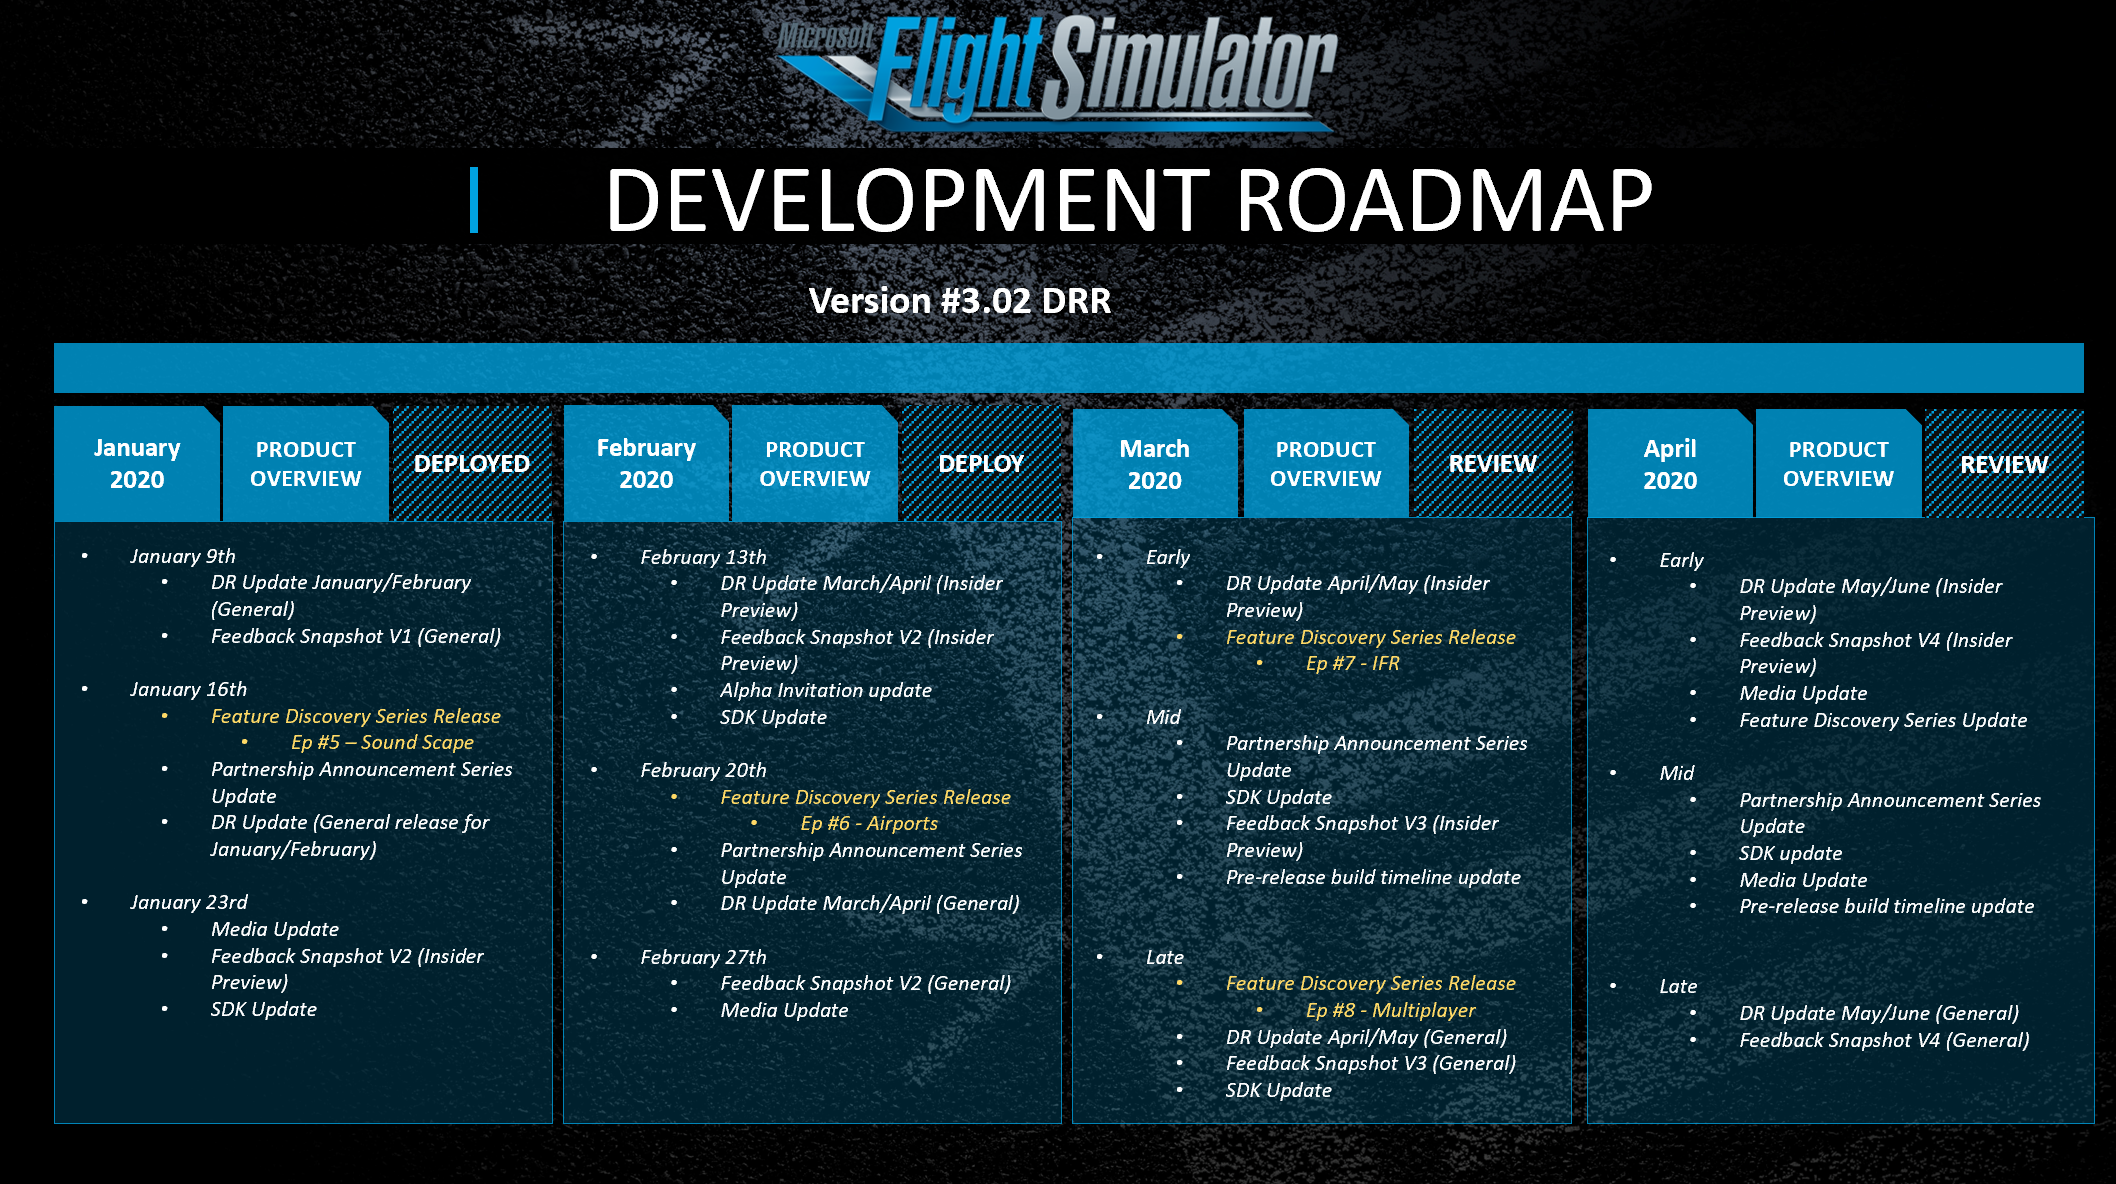 Microsoft Flight Simulator
DEVELOPMENT ROADMAP
Version #3.02 DRR
January
2020
PRODUCT
OVERVIEW
DEPLOYED
• January 9th
• DR Update January/February
(General)
• Feedback Snapshot V1 (General)
• January 16th
• Feature Discovery Series Release
• Ep #5 – Sound Scape
• Partnership Announcement Series
Update
• DR Update (General release for
January/February)
• January 23rd
• Media Update
• Feedback Snapshot V2 (Insider
Preview)
• SDK Update
February
2020
PRODUCT
OVERVIEW
DEPLOY
• February 13th
• DR Update March/April (Insider
Preview)
• Feedback Snapshot V2 (Insider
Preview)
• Alpha Invitation update
• SDK Update
• February 20th
• Feature Discovery Series Release
• Ep #6 - Airports
• Partnership Announcement Series
Update
• DR Update March/April (General)
• February 27th
• Feedback Snapshot V2 (General)
• Media Update
March
2020
PRODUCT
OVERVIEW
REVIEW
• Early
• DR Update April/May (Insider
Preview)
• Feature Discovery Series Release
• Ep #7 - IFR
• Mid
• Partnership Announcement Series
Update
• SDK Update
• Feedback Snapshot V3 (Insider
Preview)
• Pre-release build timeline update
• Late
• Feature Discovery Series Release
• Ep #8 - Multiplayer
• DR Update April/May (General)
• Feedback Snapshot V3 (General)
• SDK Update
April
2020
PRODUCT
OVERVIEW
REVIEW
• Early
• DR Update May/June (Insider
Preview)
• Feedback Snapshot V4 (Insider
Preview)
• Media Update
• Feature Discovery Series Update
• Mid
• Partnership Announcement Series
Update
• SDK update
• Media Update
• Pre-release build timeline update
• Late
• DR Update May/June (General)
• Feedback Snapshot V4 (General)